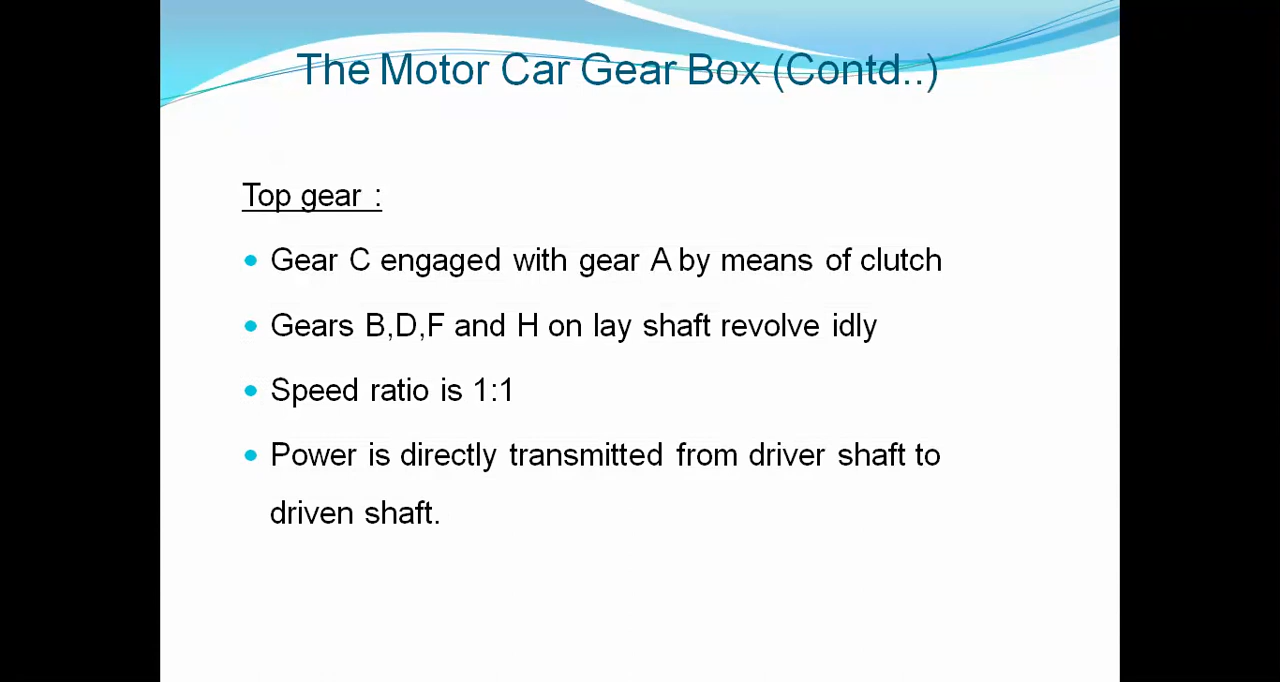 The Motor Car Gear Box (Contd..)
Top gear :
• Gear C engaged with gear A by means of clutch
• Gears B,D,F and H on lay shaft revolve idly
• Speed ratio is 1:1
• Power is directly transmitted from driver shaft to
driven shaft.